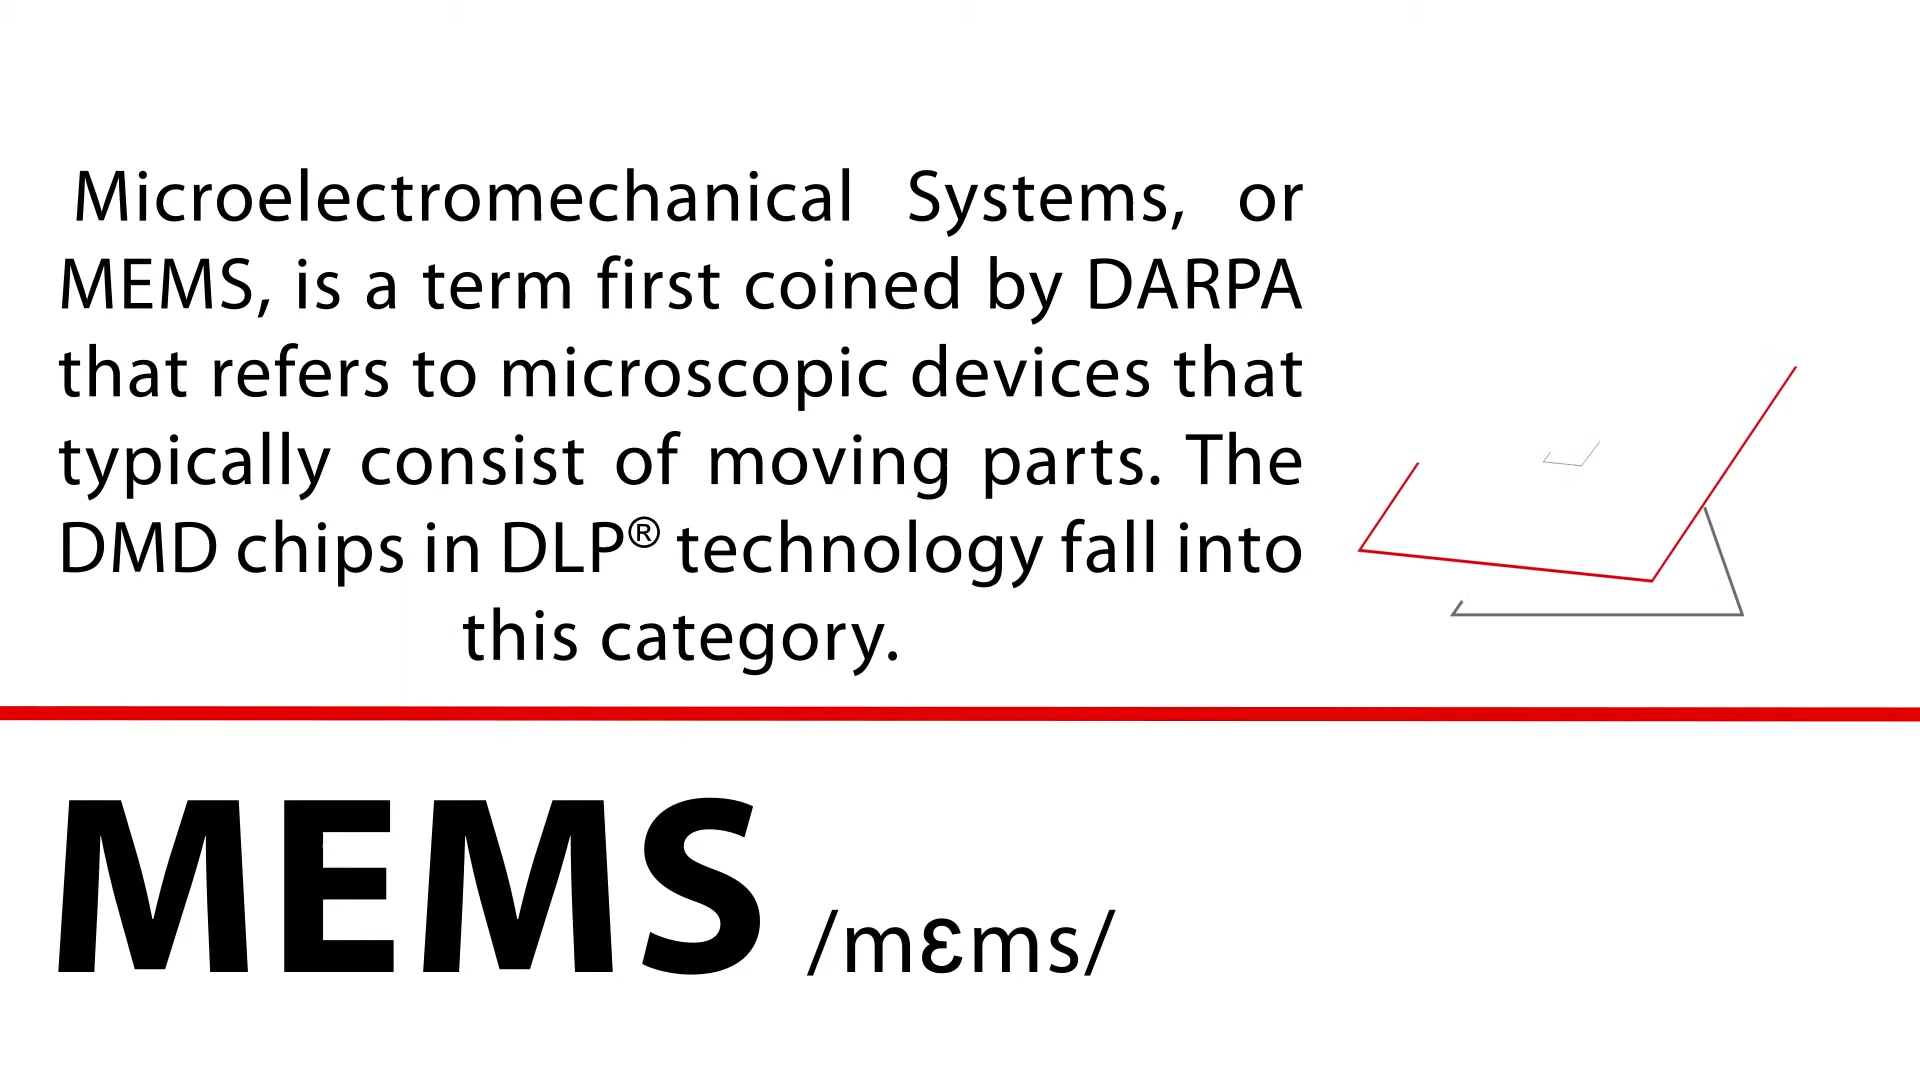 Microelectromechanical Systems, or
MEMS, is a term first coined by DARPA
that refers to microscopic devices that
typically consist of moving parts. The
DMD chips in DLP® technology fall into
this category.
MEMS /mɛms/